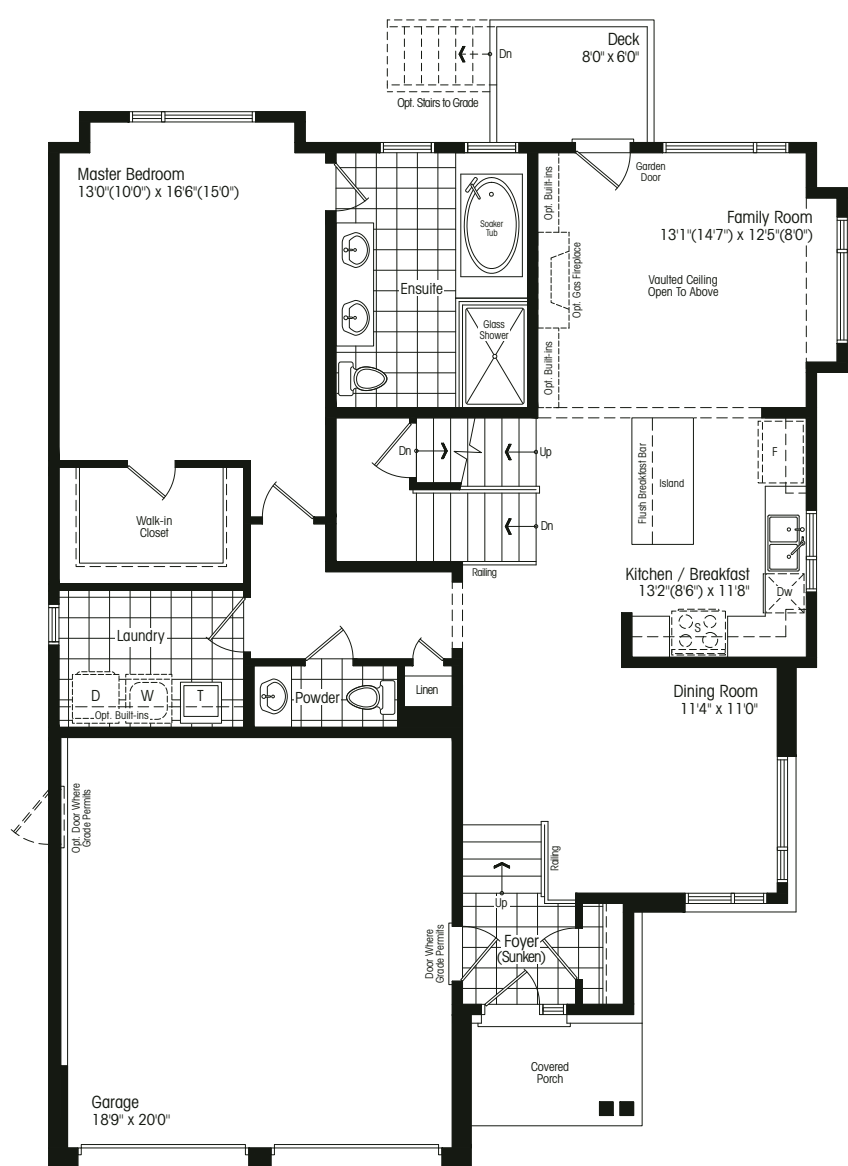 Deck
8'0" x 6'0"
Dn
Opt. Stairs to Grade
Master Bedroom
13'0"(10'0") x 16'6"(15'0")
Opt. Built-ins
Garden
Door
Soaker
Tub
Family Room
13'1"(14'7") x 12'5"(8'0")
Opt. Gas Fireplace
Vaulted Ceiling
Open To Above
Ensuite
Glass
Shower
Opt. Built-ins
Dn
Up
Flush Breakfast Bar
Island
F
Walk-in
Closet
Dn
Railing
Kitchen / Breakfast
13'2"(8'6") x 11'8"
Dw
S
Laundry
D
W
T
Opt. Built-ins
Powder
Linen
Dining Room
11'4" x 11'0"
Opt. Door Where
Grade Permits
Railing
Up
Door Where
Grade Permits
Foyer
(Sunken)
Covered
Porch
Garage
18'9" x 20'0"